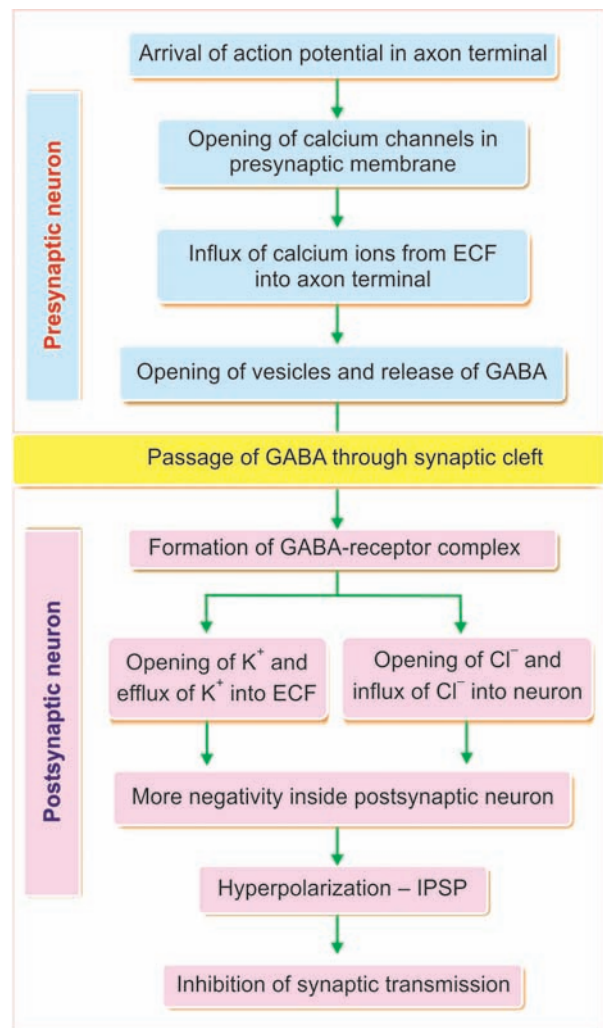 Presynaptic neuron
Arrival of action potential in axon terminal
Opening of calcium channels in
presynaptic membrane
Influx of calcium ions from ECF
into axon terminal
Opening of vesicles and release of GABA
Passage of GABA through synaptic cleft
Postsynaptic neuron
Formation of GABA-receptor complex
Opening of K⁺ and
efflux of K⁺ into ECF
Opening of Cl⁻ and
influx of Cl⁻ into neuron
More negativity inside postsynaptic neuron
Hyperpolarization – IPSP
Inhibition of synaptic transmission